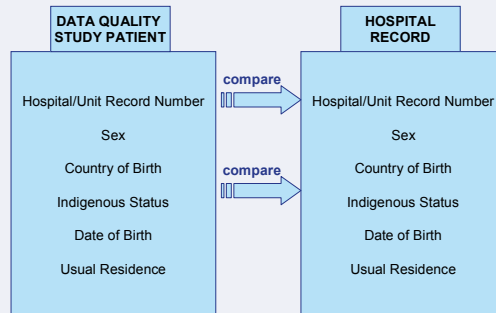 DATA QUALITY
STUDY PATIENT
Hospital/Unit Record Number
Sex
Country of Birth
Indigenous Status
Date of Birth
Usual Residence
compare
compare
HOSPITAL
RECORD
Hospital/Unit Record Number
Sex
Country of Birth
Indigenous Status
Date of Birth
Usual Residence